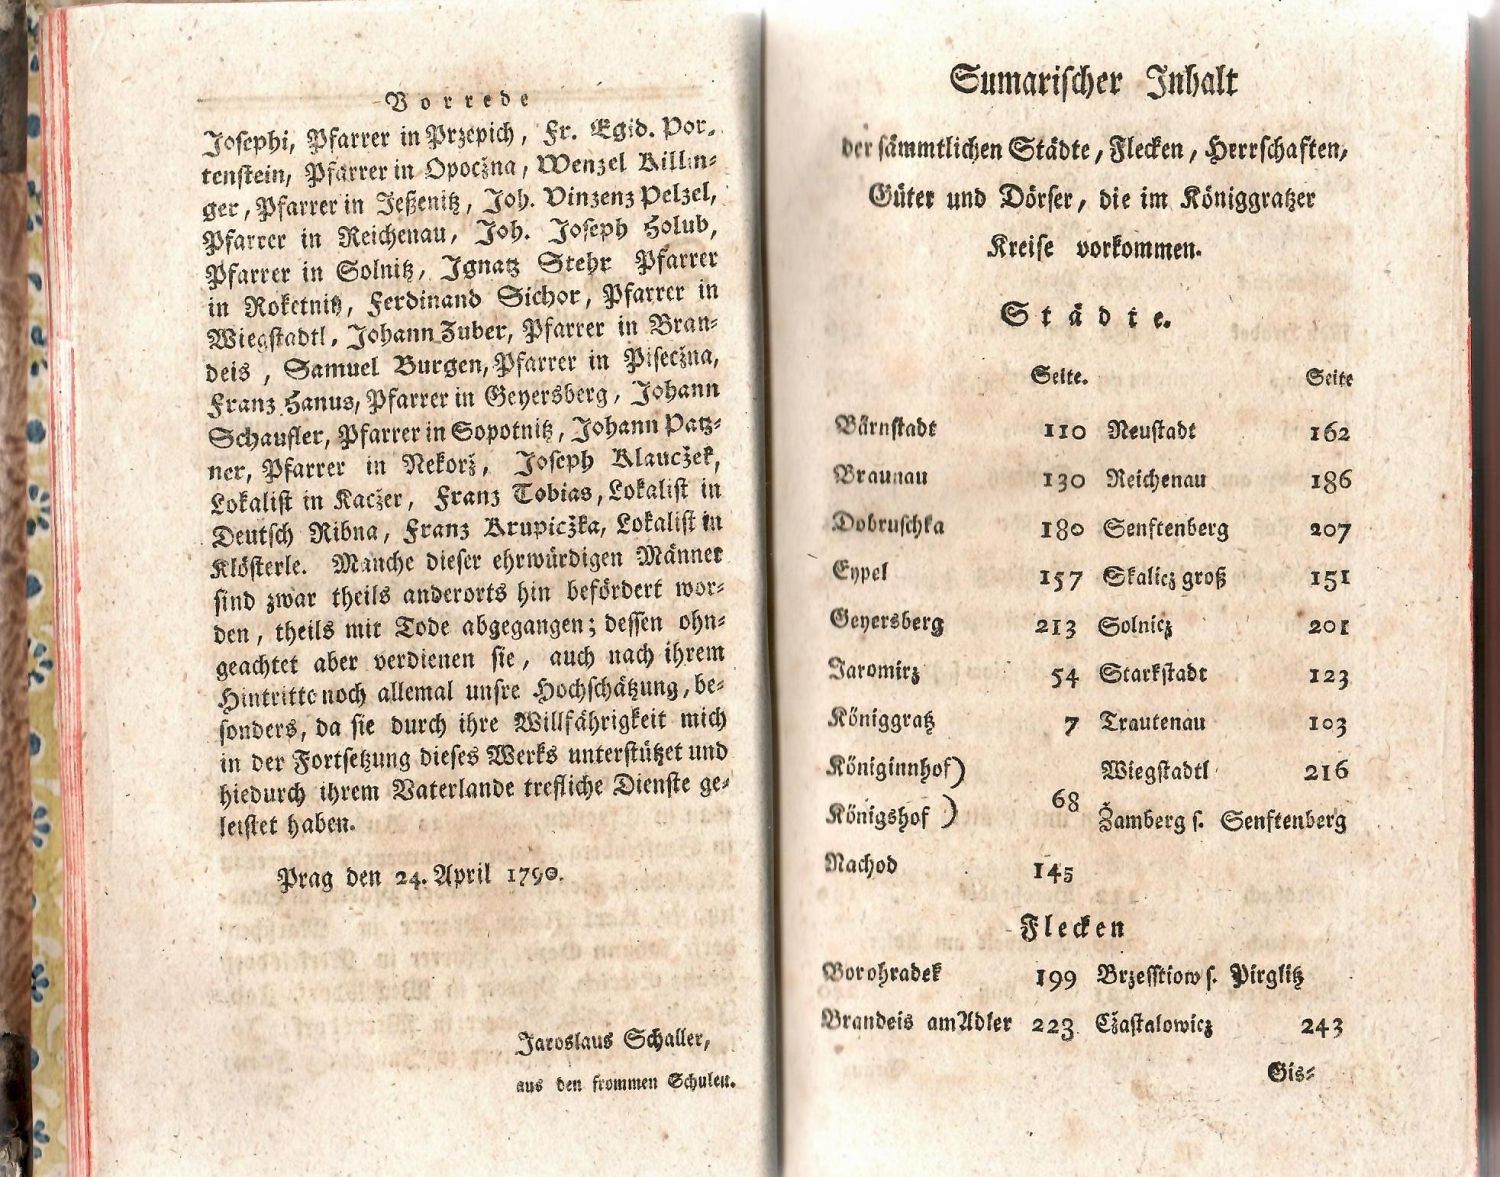 Vorrede
Josephi, Pfarrer in Przepich, Fr. Egid. Por-
tenstein, Pfarrer in Opoczna, Wenzel Killin-
ger, Pfarrer in Jeßenitz, Joh. Vinzenz Pelzel,
Pfarrer in Reichenau, Joh. Joseph Holub,
Pfarrer in Solnitz, Ignatz Stehr Pfarrer
in Roketnitz, Ferdinand Sichor, Pfarrer in
Wiegstadtl, Johann Zuber, Pfarrer in Bran-
deis, Samuel Burgen, Pfarrer in Piseczna,
Franz Hanus, Pfarrer in Geyersberg, Johann
Schaufler, Pfarrer in Sopotnitz, Johann Patz-
ner, Pfarrer in Nekorž, Joseph Klauczek,
Lokalist in Kaczer, Franz Tobias, Lokalist in
Deutsch Ribna, Franz Krupiczka, Lokalist in
Klösterle. Manche dieser ehrwürdigen Männer
sind zwar theils anderorts hin befördert wor-
den, theils mit Tode abgegangen; dessen ohn-
geachtet aber verdienen sie, auch nach ihrem
Hintritte noch allemal unsre Hochschätzung, be-
sonders, da sie durch ihre Willfährigkeit mich
in der Fortsetzung dieses Werks unterstützet und
hiedurch ihrem Vaterlande trefliche Dienste ge-
leistet haben.
Prag den 24. April 1790.
Jaroslaus Schaller,
aus den frommen Schulen.
Sumarischer Inhalt
der sämmtlichen Städte, Flecken, Herrschaften,
Güter und Dörfer, die im Königgratzer
Kreise vorkommen.
Städte.
Seite. Seite
Bärnstadt 110 Neustadt 162
Braunau 130 Reichenau 186
Dobruschka 180 Senftenberg 207
Eypel 157 Skalicz groß 151
Geyersberg 213 Solnicz 201
Jaromirz 54 Starkstadt 123
Königgratz 7 Trautenau 103
Königinnhof) Wiegstadtl 216
Königshof ) 68 Žamberg s. Senftenberg
Nachod 145
Flecken
Borohradek 199 Brzesstiow s. Pirglitz
Brandeis am Adler 223 Cžastalowicz 243
Gis-